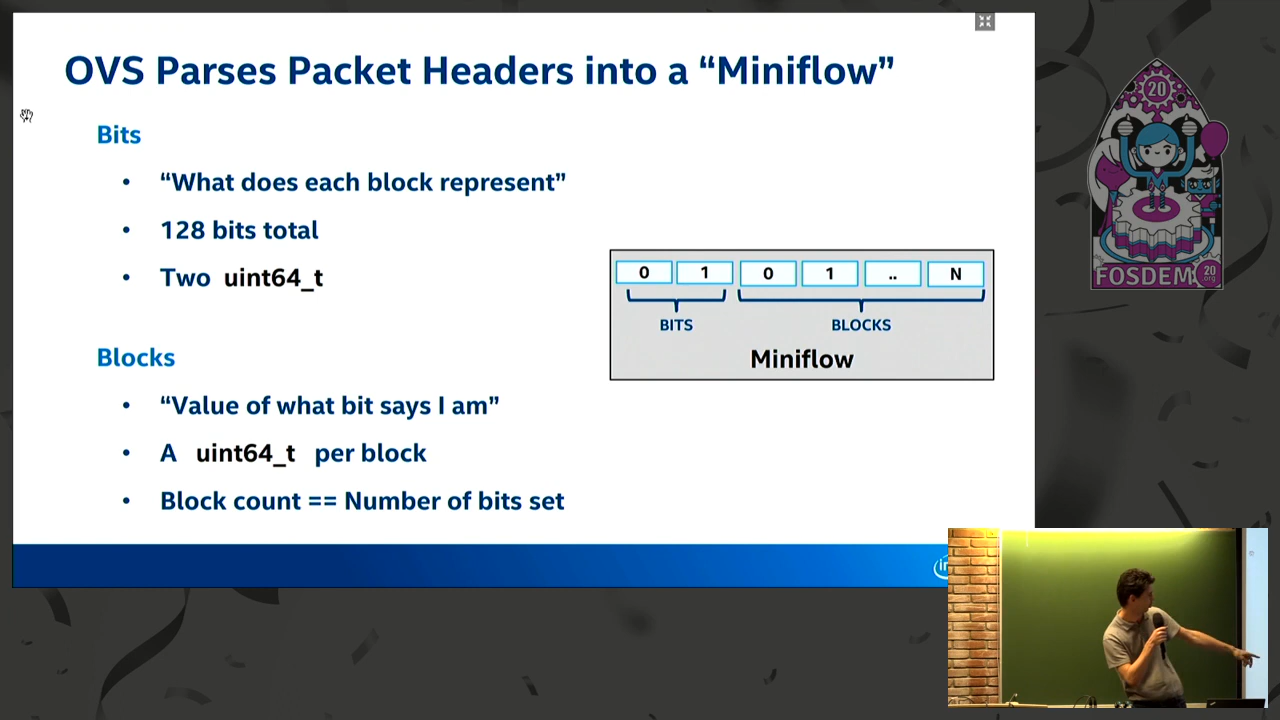 OVS Parses Packet Headers into a “Miniflow”
Bits
• “What does each block represent”
• 128 bits total
• Two uint64_t
0 1 0 1 .. N
BITS BLOCKS
Miniflow
Blocks
• “Value of what bit says I am”
• A uint64_t per block
• Block count == Number of bits set
20
FOSDEM
20
.org